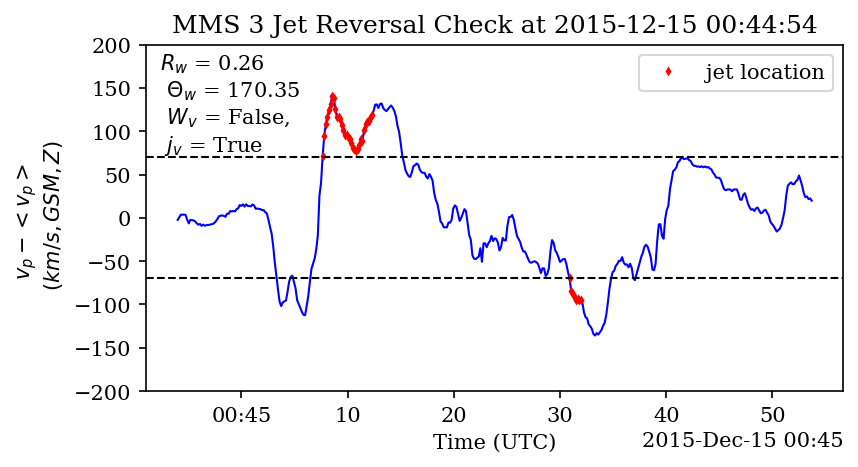 MMS 3 Jet Reversal Check at 2015-12-15 00:44:54
200
150
100
50
0
−50
−100
−150
−200
v_p − < v_p >
(km/s, GSM, Z)
R_w = 0.26
Θ_w = 170.35
W_v = False,
j_v = True
jet location
00:45 10 20 30 40 50
Time (UTC)
2015-Dec-15 00:45